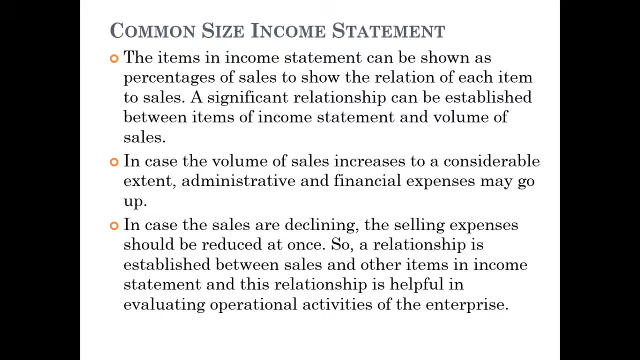 COMMON SIZE INCOME STATEMENT
The items in income statement can be shown as
percentages of sales to show the relation of each item
to sales. A significant relationship can be established
between items of income statement and volume of
sales.
In case the volume of sales increases to a considerable
extent, administrative and financial expenses may go
up.
In case the sales are declining, the selling expenses
should be reduced at once. So, a relationship is
established between sales and other items in income
statement and this relationship is helpful in
evaluating operational activities of the enterprise.